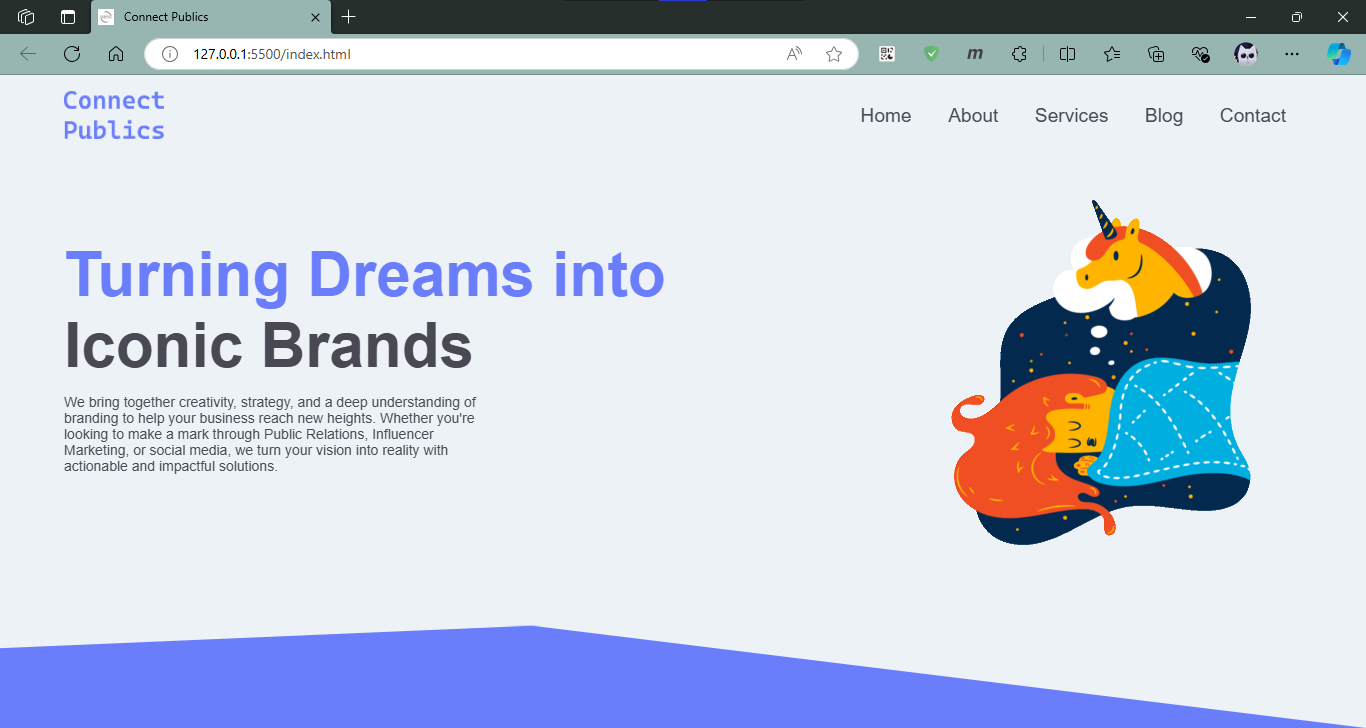 Connect Publics
127.0.0.1:5500/index.html
A
m
Connect
Publics
Home About Services Blog Contact
Turning Dreams into
Iconic Brands
We bring together creativity, strategy, and a deep understanding of
branding to help your business reach new heights. Whether you're
looking to make a mark through Public Relations, Influencer
Marketing, or social media, we turn your vision into reality with
actionable and impactful solutions.